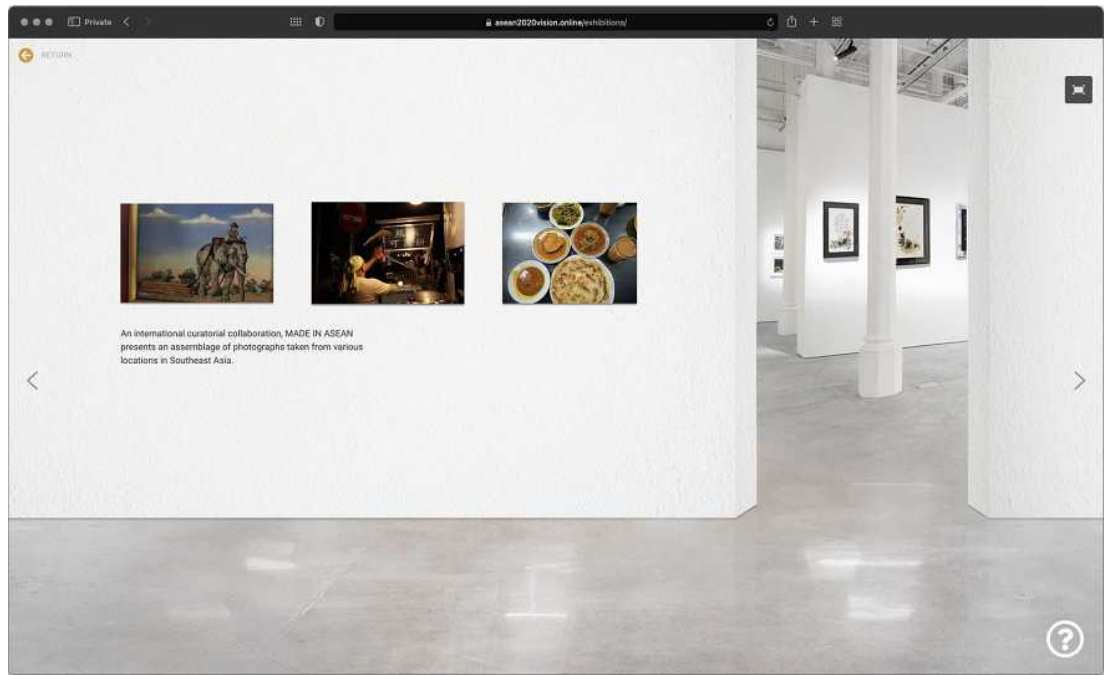 Private
asean2020vision.online/exhibitions/
RETURN
An international curatorial collaboration, MADE IN ASEAN
presents an assemblage of photographs taken from various
locations in Southeast Asia.
?